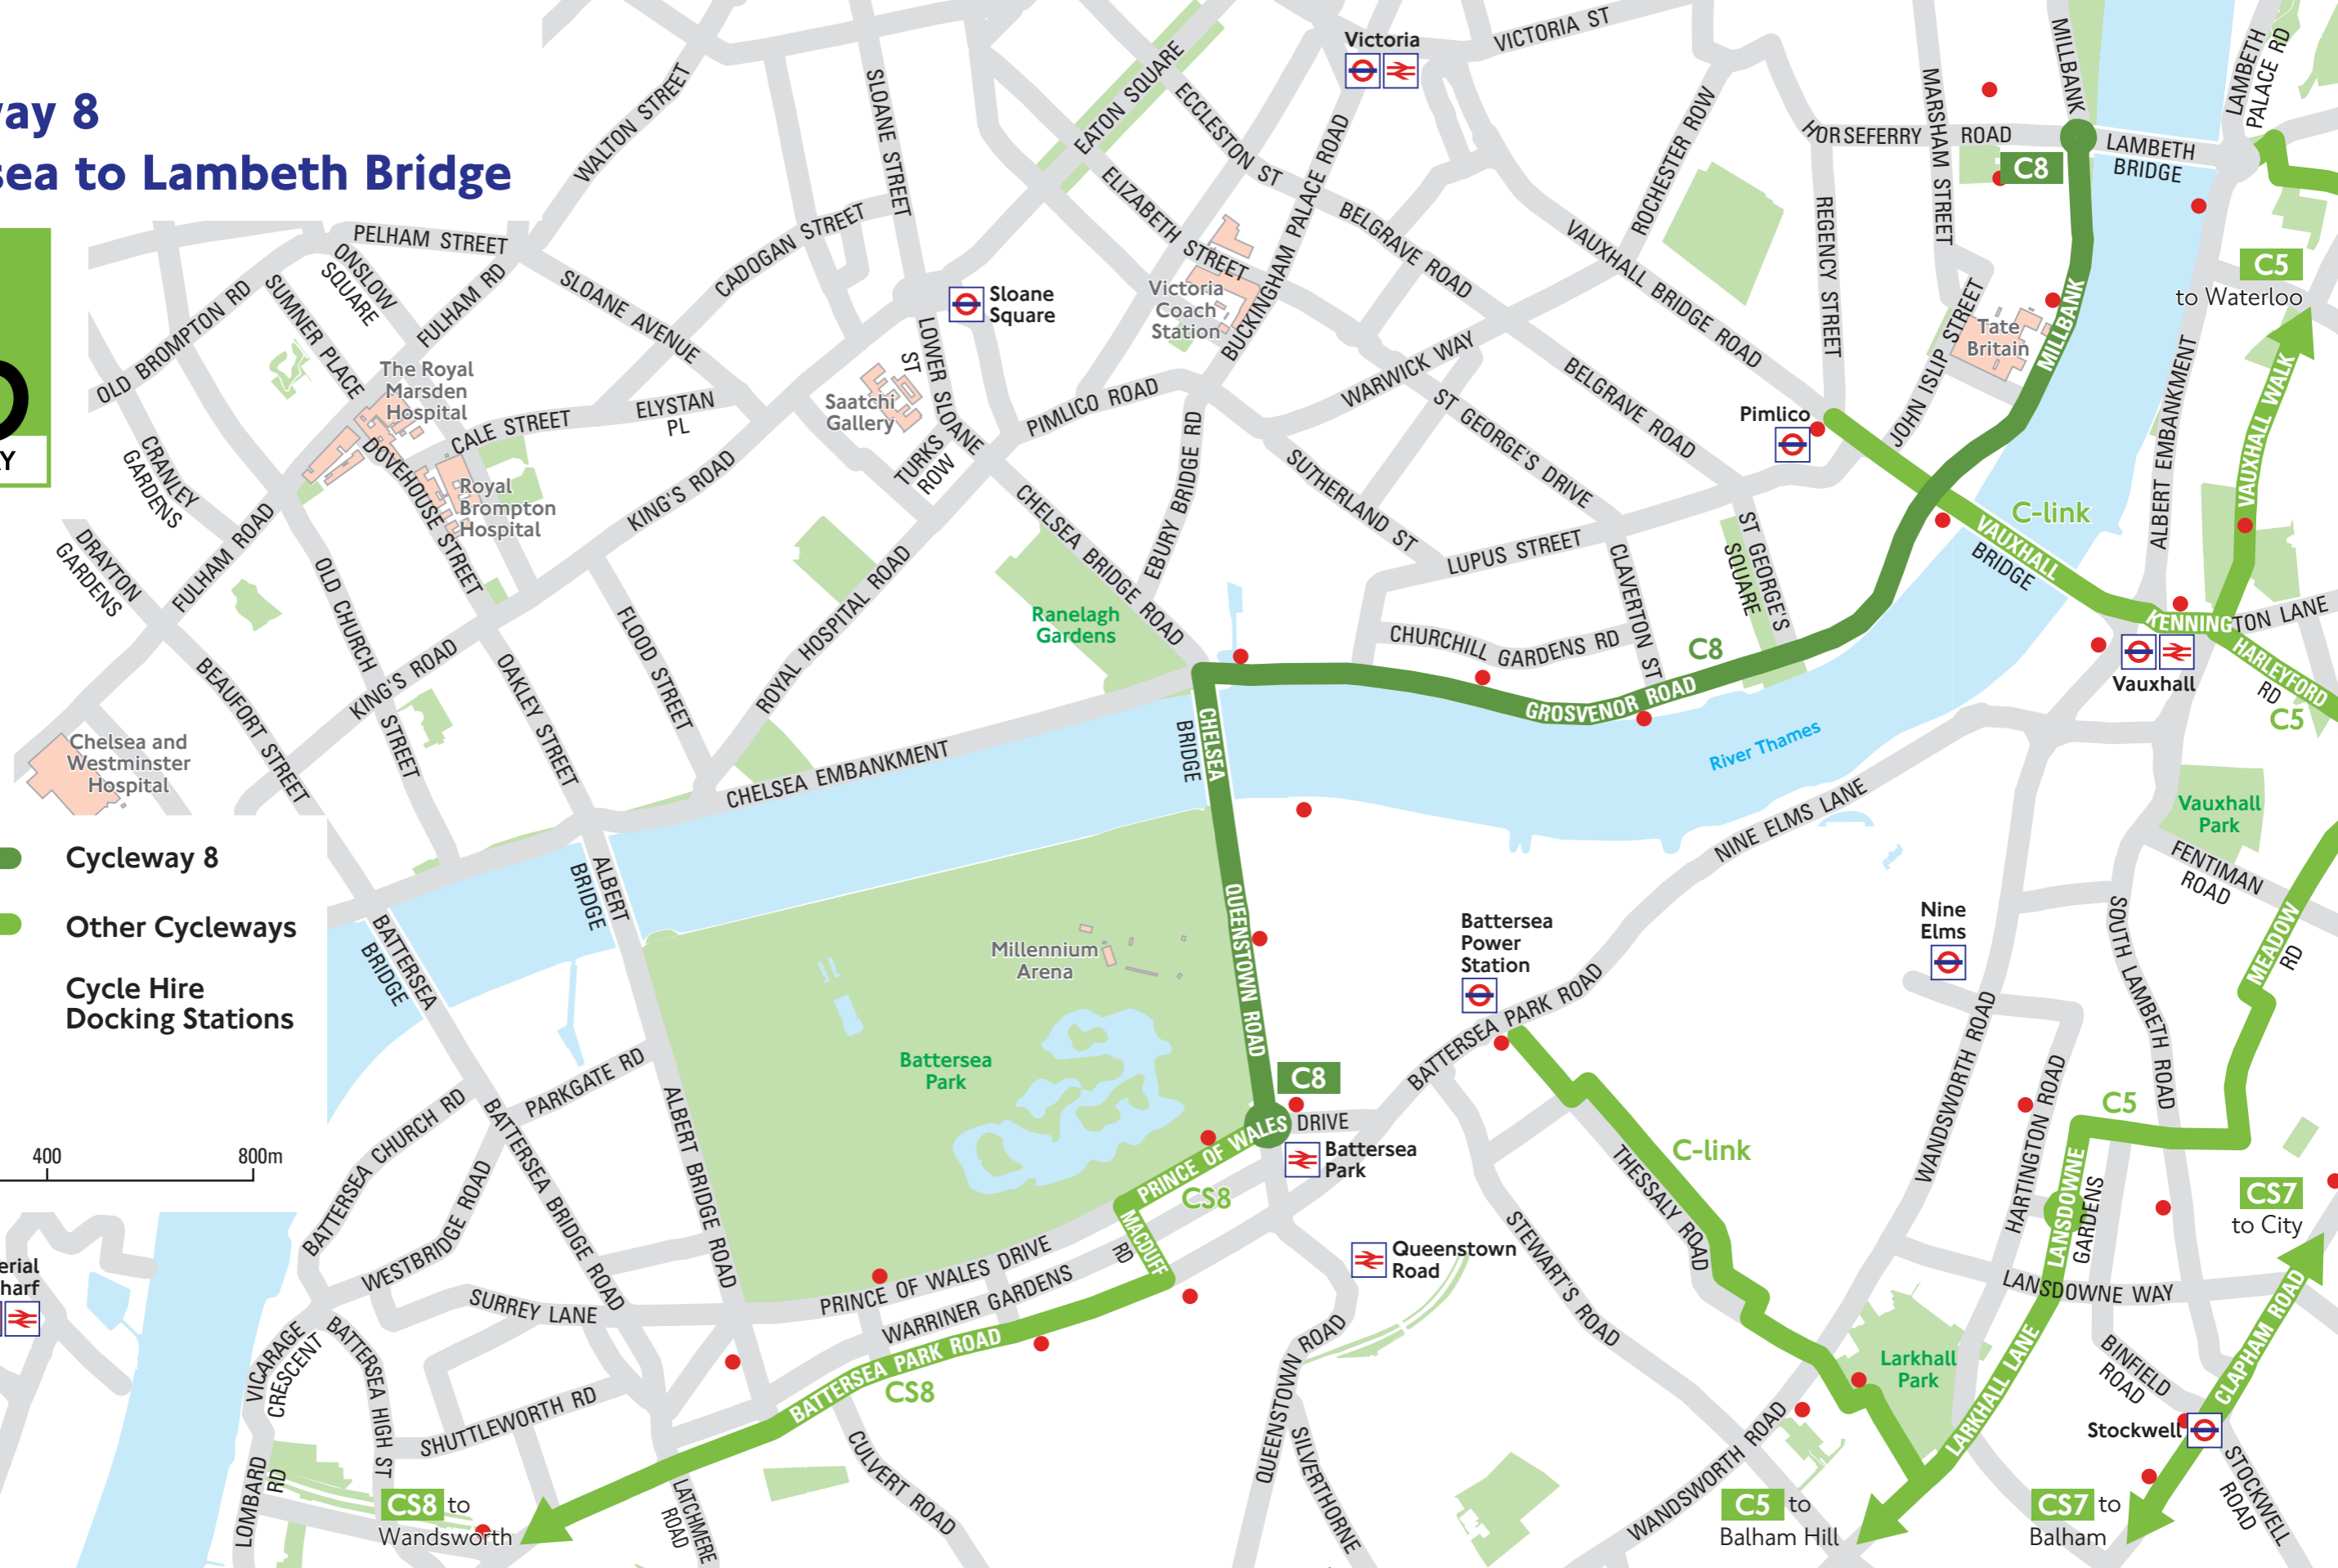 way 8
sea to Lambeth Bridge
AY
Cycleway 8
Other Cycleways
Cycle Hire
Docking Stations
400
800m
Victoria
VICTORIA ST
MILLBANK
LAMBETH
PALACE RD
WALTON STREET
SLOANE STREET
EATON SQUARE
ECCLESTON ST
BUCKINGHAM PALACE ROAD
ROCHESTER ROW
HORSEFERRY ROAD
MARSHAM STREET
C8
LAMBETH
BRIDGE
PELHAM STREET
ONSLOW
SQUARE
FULHAM RD
SUMNER PLACE
OLD BROMPTON RD
SLOANE AVENUE
CADOGAN STREET
ELIZABETH STREET
BELGRAVE ROAD
VAUXHALL BRIDGE ROAD
REGENCY STREET
C5
to Waterloo
Sloane
Square
Victoria
Coach
Station
LOWER SLOANE
ST
The Royal
Marsden
Hospital
CALE STREET
ELYSTAN
PL
Saatchi
Gallery
TURKS
ROW
PIMLICO ROAD
WARWICK WAY
BELGRAVE ROAD
ST GEORGE'S DRIVE
Pimlico
JOHN ISLIP STREET
Tate
Britain
MILLBANK
ALBERT EMBANKMENT
VAUXHALL WALK
CRANLEY
GARDENS
DOVEHOUSE STREET
Royal
Brompton
Hospital
KING'S ROAD
CHELSEA BRIDGE ROAD
EBURY BRIDGE RD
SUTHERLAND ST
LUPUS STREET
CLAVERTON ST
ST GEORGE'S
SQUARE
C-link
VAUXHALL
BRIDGE
DRAYTON
GARDENS
FULHAM ROAD
OLD CHURCH
STREET
FLOOD STREET
ROYAL HOSPITAL ROAD
Ranelagh
Gardens
CHURCHILL GARDENS RD
C8
GROSVENOR ROAD
KENNINGTON LANE
HARLEYFORD
RD
C5
Vauxhall
BEAUFORT STREET
KING'S ROAD
OAKLEY STREET
CHELSEA
BRIDGE
River Thames
Chelsea and
Westminster
Hospital
CHELSEA EMBANKMENT
NINE ELMS LANE
Vauxhall
Park
FENTIMAN
ROAD
ALBERT
BRIDGE
BATTERSEA
BRIDGE
QUEENSTOWN ROAD
Millennium
Arena
Battersea
Power
Station
Nine
Elms
SOUTH LAMBETH ROAD
MEADOW
RD
BATTERSEA PARK ROAD
WANDSWORTH ROAD
Battersea
Park
C8
PARKGATE RD
BATTERSEA CHURCH RD
BATTERSEA BRIDGE ROAD
ALBERT BRIDGE ROAD
PRINCE OF WALES DRIVE
Battersea
Park
CS8
MACDUFF
RD
C-link
THESSALY ROAD
HARTINGTON ROAD
C5
LANSDOWNE
GARDENS
CS7
to City
WESTBRIDGE ROAD
SURREY LANE
PRINCE OF WALES DRIVE
WARRINER GARDENS
BATTERSEA PARK ROAD
CS8
Queenstown
Road
STEWART'S ROAD
LANSDOWNE WAY
erial
harf
VICARAGE
CRESCENT
BATTERSEA HIGH ST
SHUTTLEWORTH RD
QUEENSTOWN ROAD
Larkhall
Park
LARKHALL LANE
BINFIELD
ROAD
CLAPHAM ROAD
Stockwell
STOCKWELL
ROAD
LOMBARD
RD
CS8 to
Wandsworth
LATCHMERE
ROAD
CULVERT ROAD
SILVERTHORNE
WANDSWORTH ROAD
C5 to
Balham Hill
CS7 to
Balham